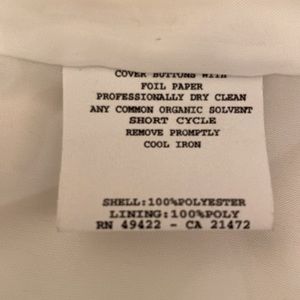 COVER BUTTONS WITH
FOIL PAPER
PROFESSIONALLY DRY CLEAN
ANY COMMON ORGANIC SOLVENT
SHORT CYCLE
REMOVE PROMPTLY
COOL IRON
SHELL:100%POLYESTER
LINING:100%POLY
RN 49422 - CA 21472